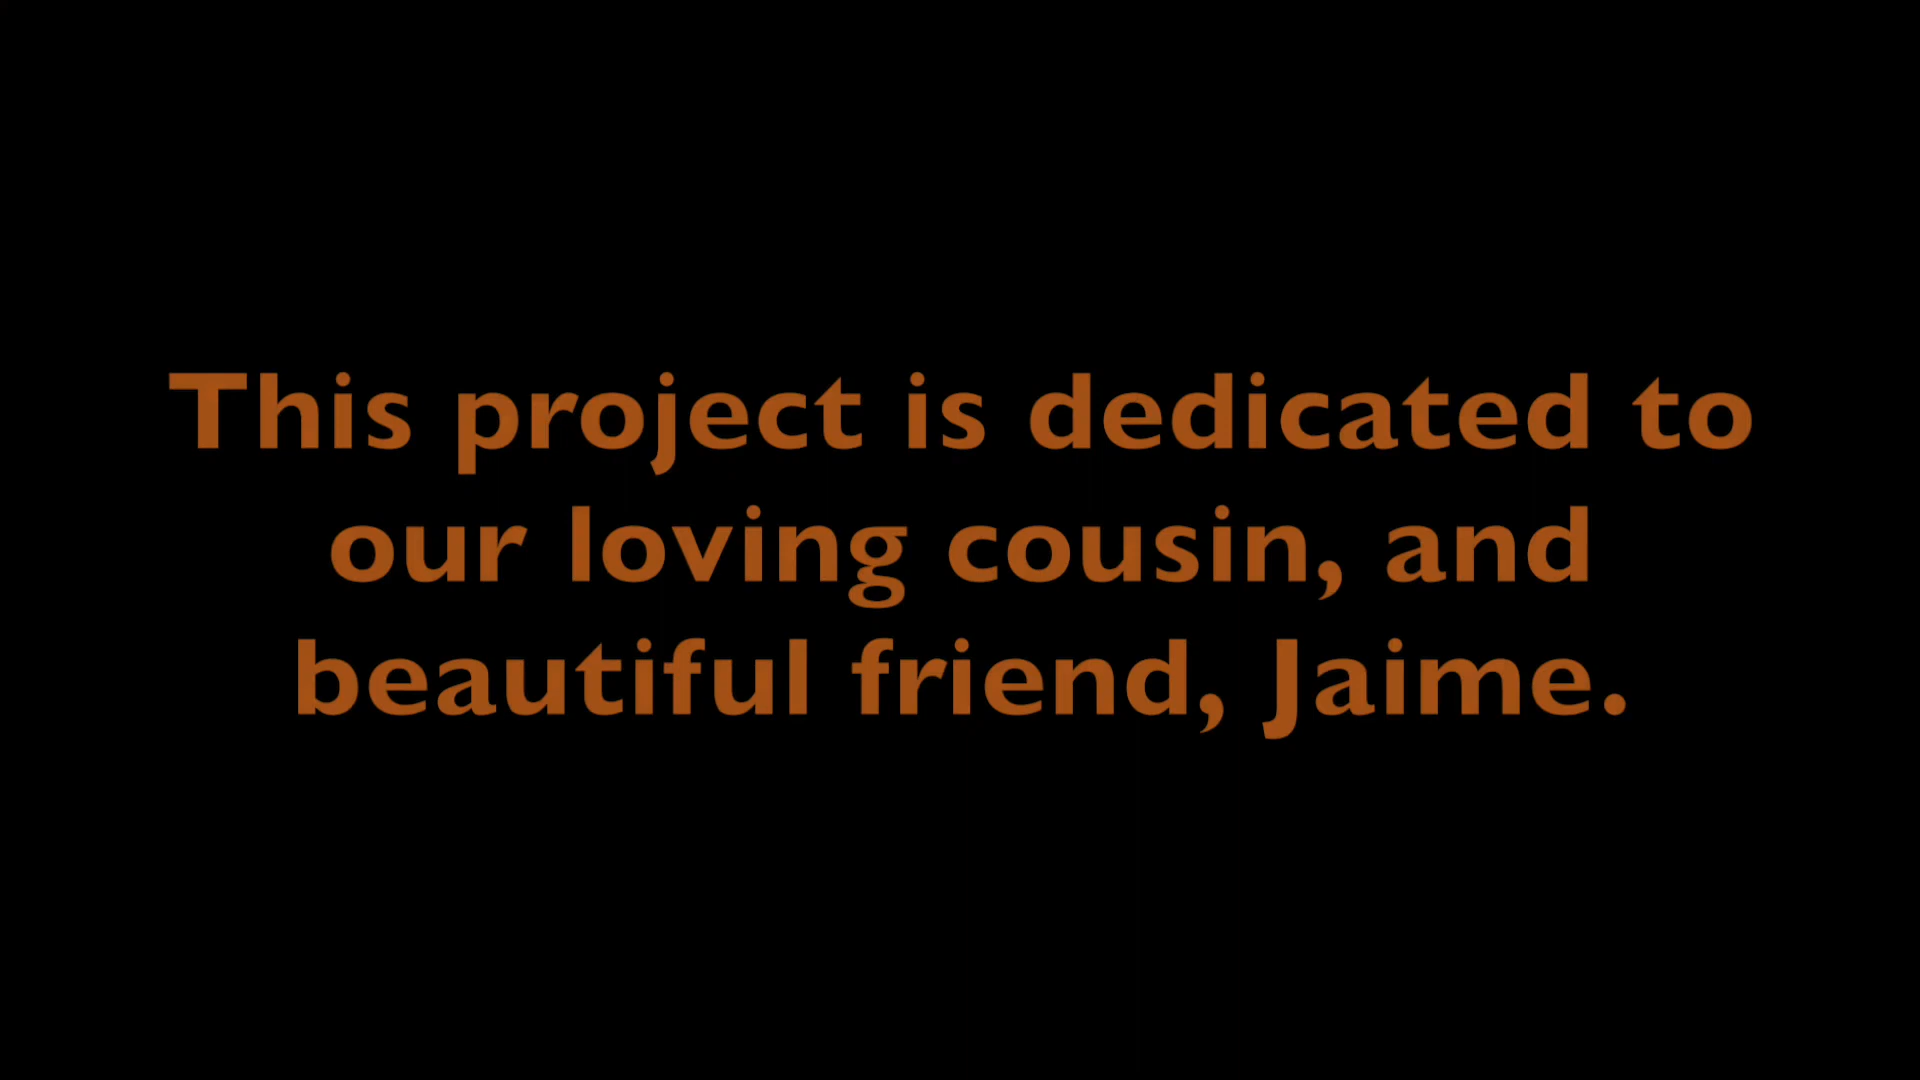 This project is dedicated to
our loving cousin, and
beautiful friend, Jaime.